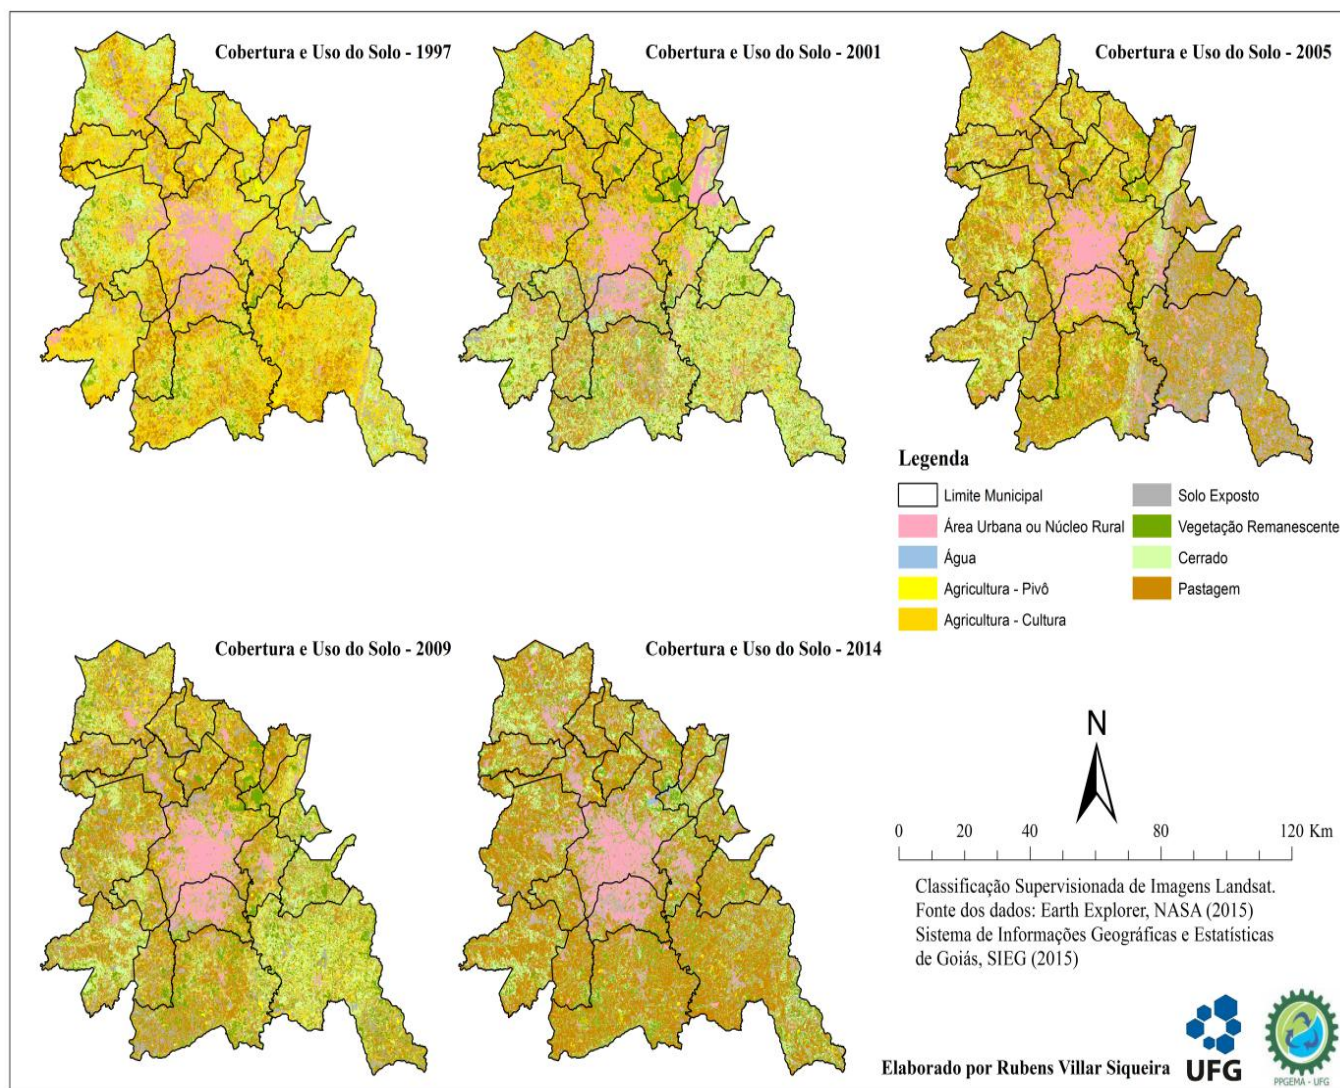 Cobertura e Uso do Solo - 1997
Cobertura e Uso do Solo - 2001
Cobertura e Uso do Solo - 2005
Legenda
Limite Municipal
Área Urbana ou Núcleo Rural
Água
Agricultura - Pivô
Agricultura - Cultura
Solo Exposto
Vegetação Remanescente
Cerrado
Pastagem
Cobertura e Uso do Solo - 2009
Cobertura e Uso do Solo - 2014
N
0 20 40 80 120 Km
Classificação Supervisionada de Imagens Landsat.
Fonte dos dados: Earth Explorer, NASA (2015)
Sistema de Informações Geográficas e Estatísticas
de Goiás, SIEG (2015)
Elaborado por Rubens Villar Siqueira
UFG
PPGEMA - UFG